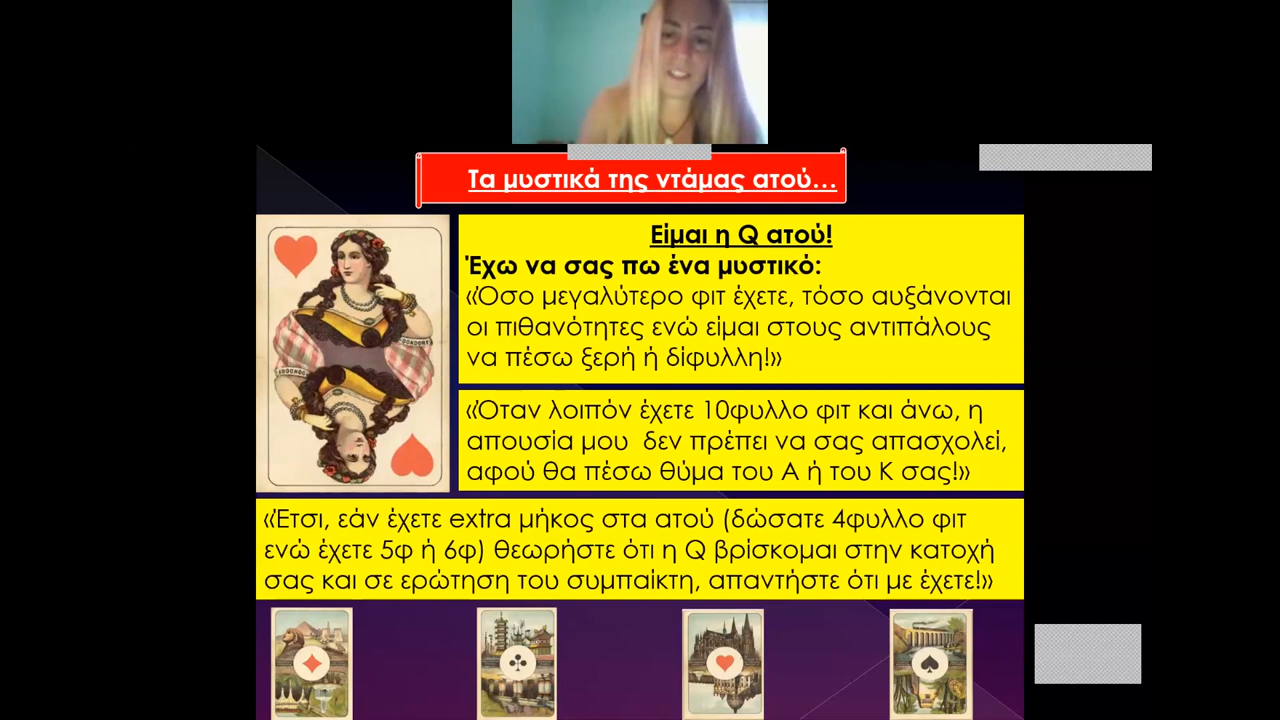 Τα μυστικά της ντάμας ατού…
Είμαι η Q ατού!
Έχω να σας πω ένα μυστικό:
«Όσο μεγαλύτερο φιτ έχετε, τόσο αυξάνονται
οι πιθανότητες ενώ είμαι στους αντιπάλους
να πέσω ξερή ή δίφυλλη!»
«Όταν λοιπόν έχετε 10φυλλο φιτ και άνω, η
απουσία μου δεν πρέπει να σας απασχολεί,
αφού θα πέσω θύμα του Α ή του Κ σας!»
«Έτσι, εάν έχετε extra μήκος στα ατού (δώσατε 4φυλλο φιτ
ενώ έχετε 5φ ή 6φ) θεωρήστε ότι η Q βρίσκομαι στην κατοχή
σας και σε ερώτηση του συμπαίκτη, απαντήστε ότι με έχετε!»